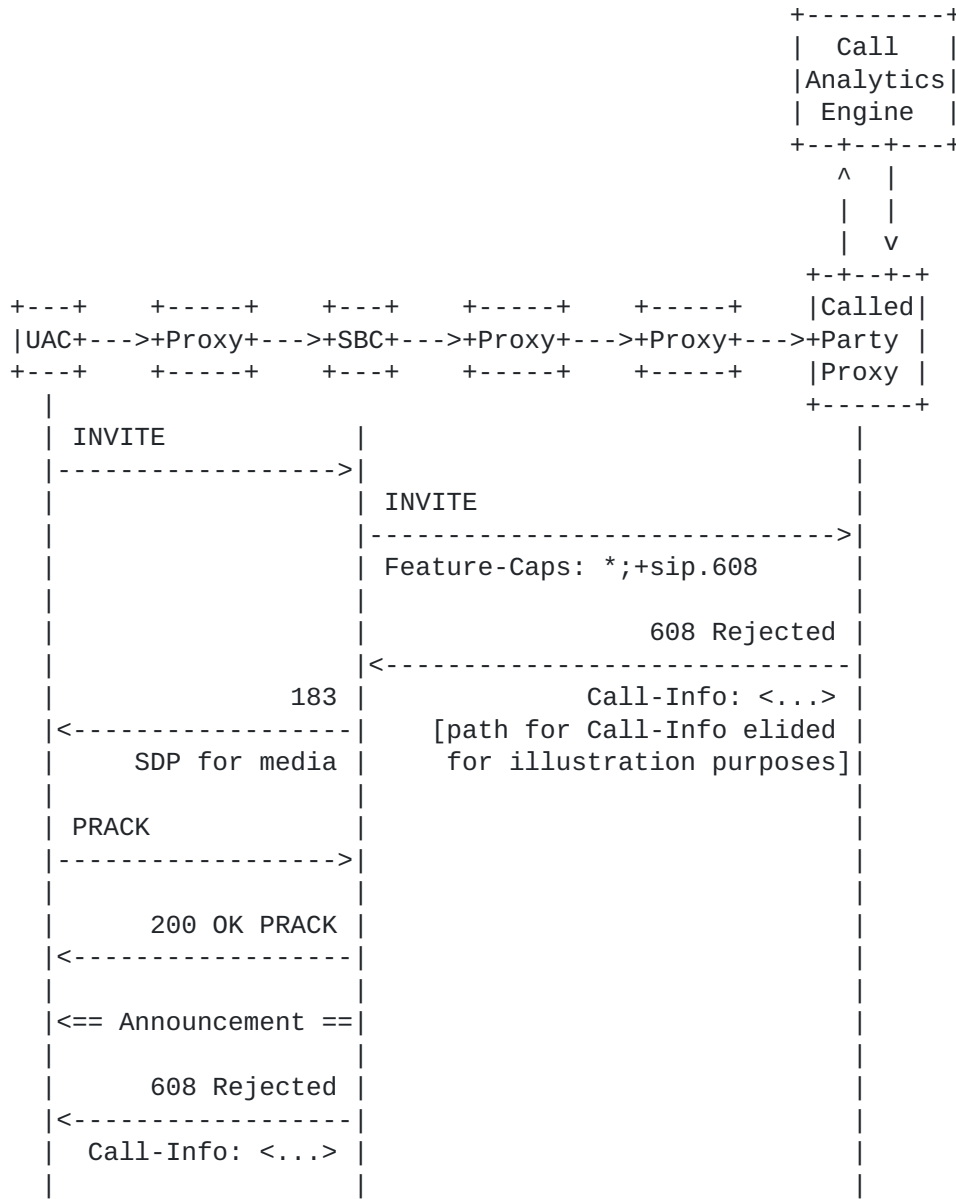 Call
Analytics
Engine
Called
UAC Proxy SBC Proxy Proxy Party
Proxy
INVITE
INVITE
Feature-Caps: *;+sip.608
608 Rejected
183 Call-Info: <...>
[path for Call-Info elided
SDP for media for illustration purposes]
PRACK
200 OK PRACK
<== Announcement ==
608 Rejected
Call-Info: <...>